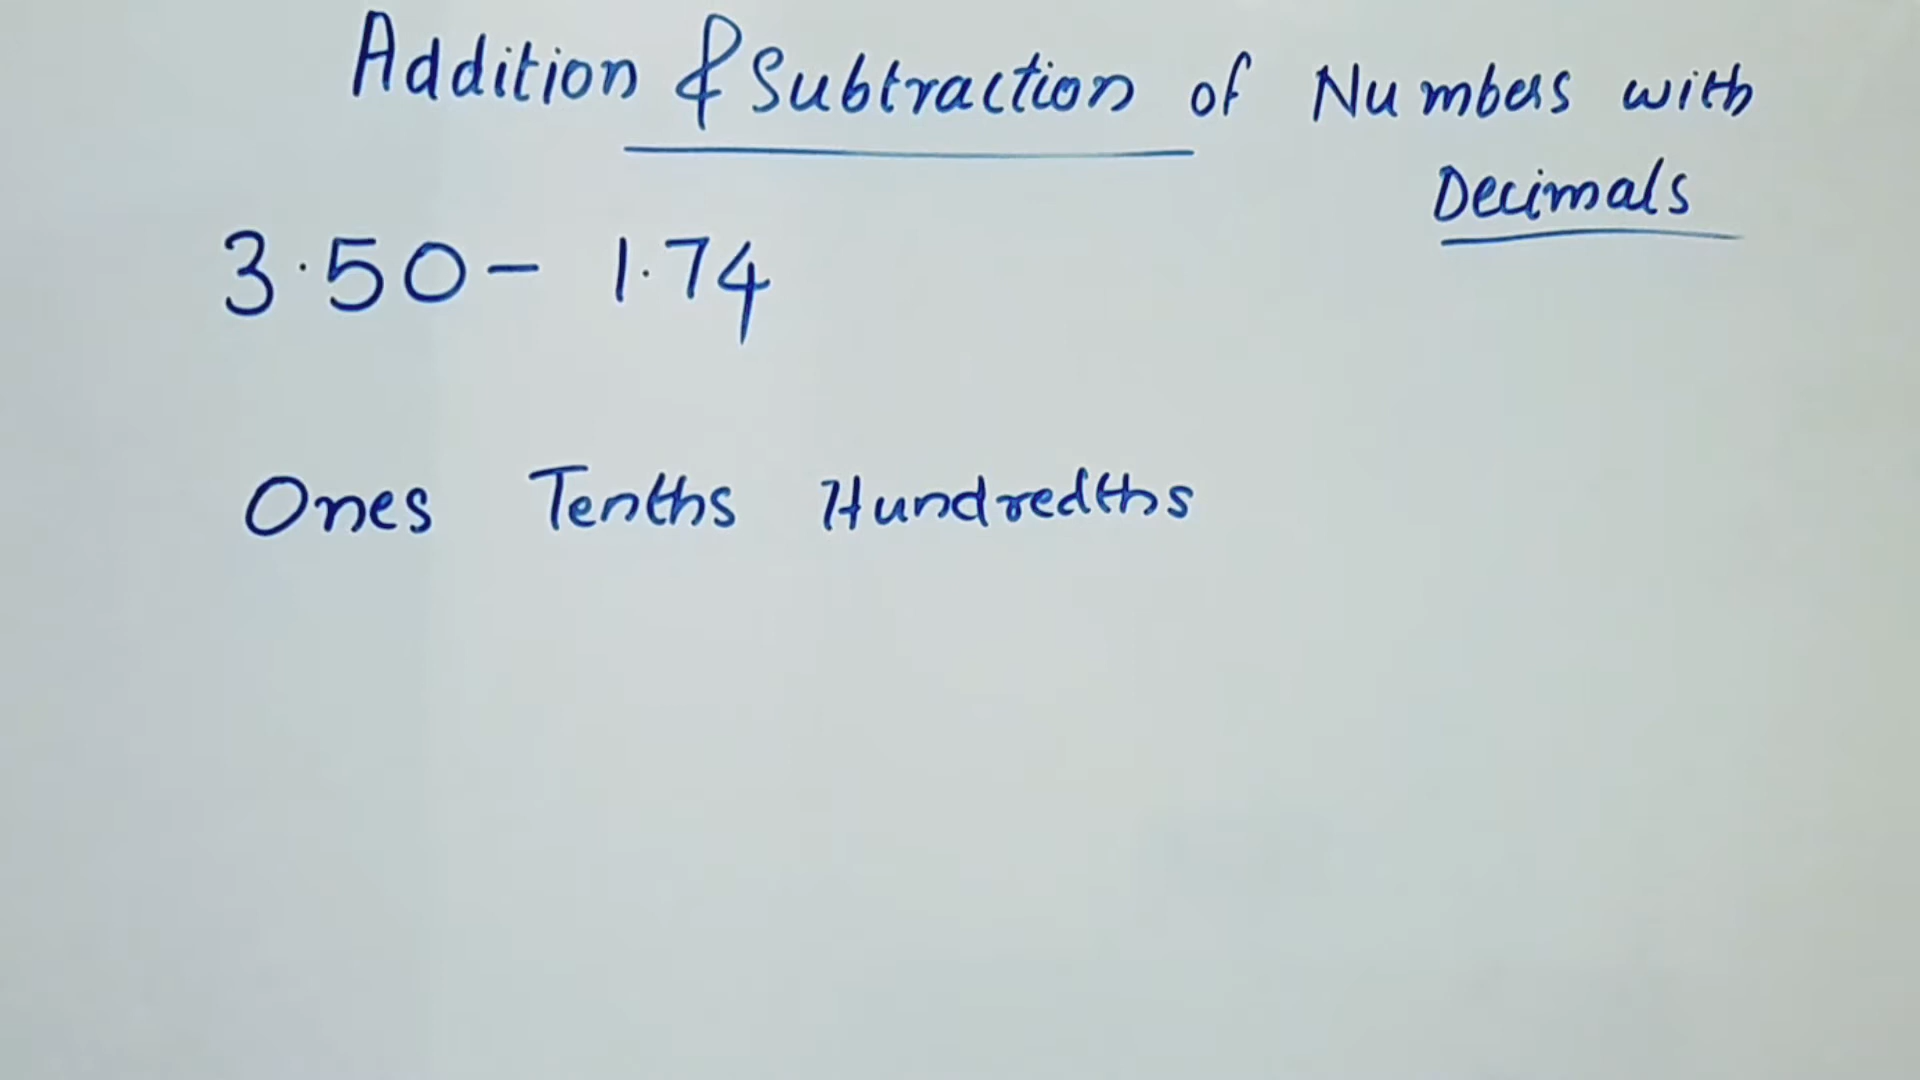 Addition & Subtraction of Numbers with
Decimals
3.50 - 1.74
Ones Tenths Hundredths